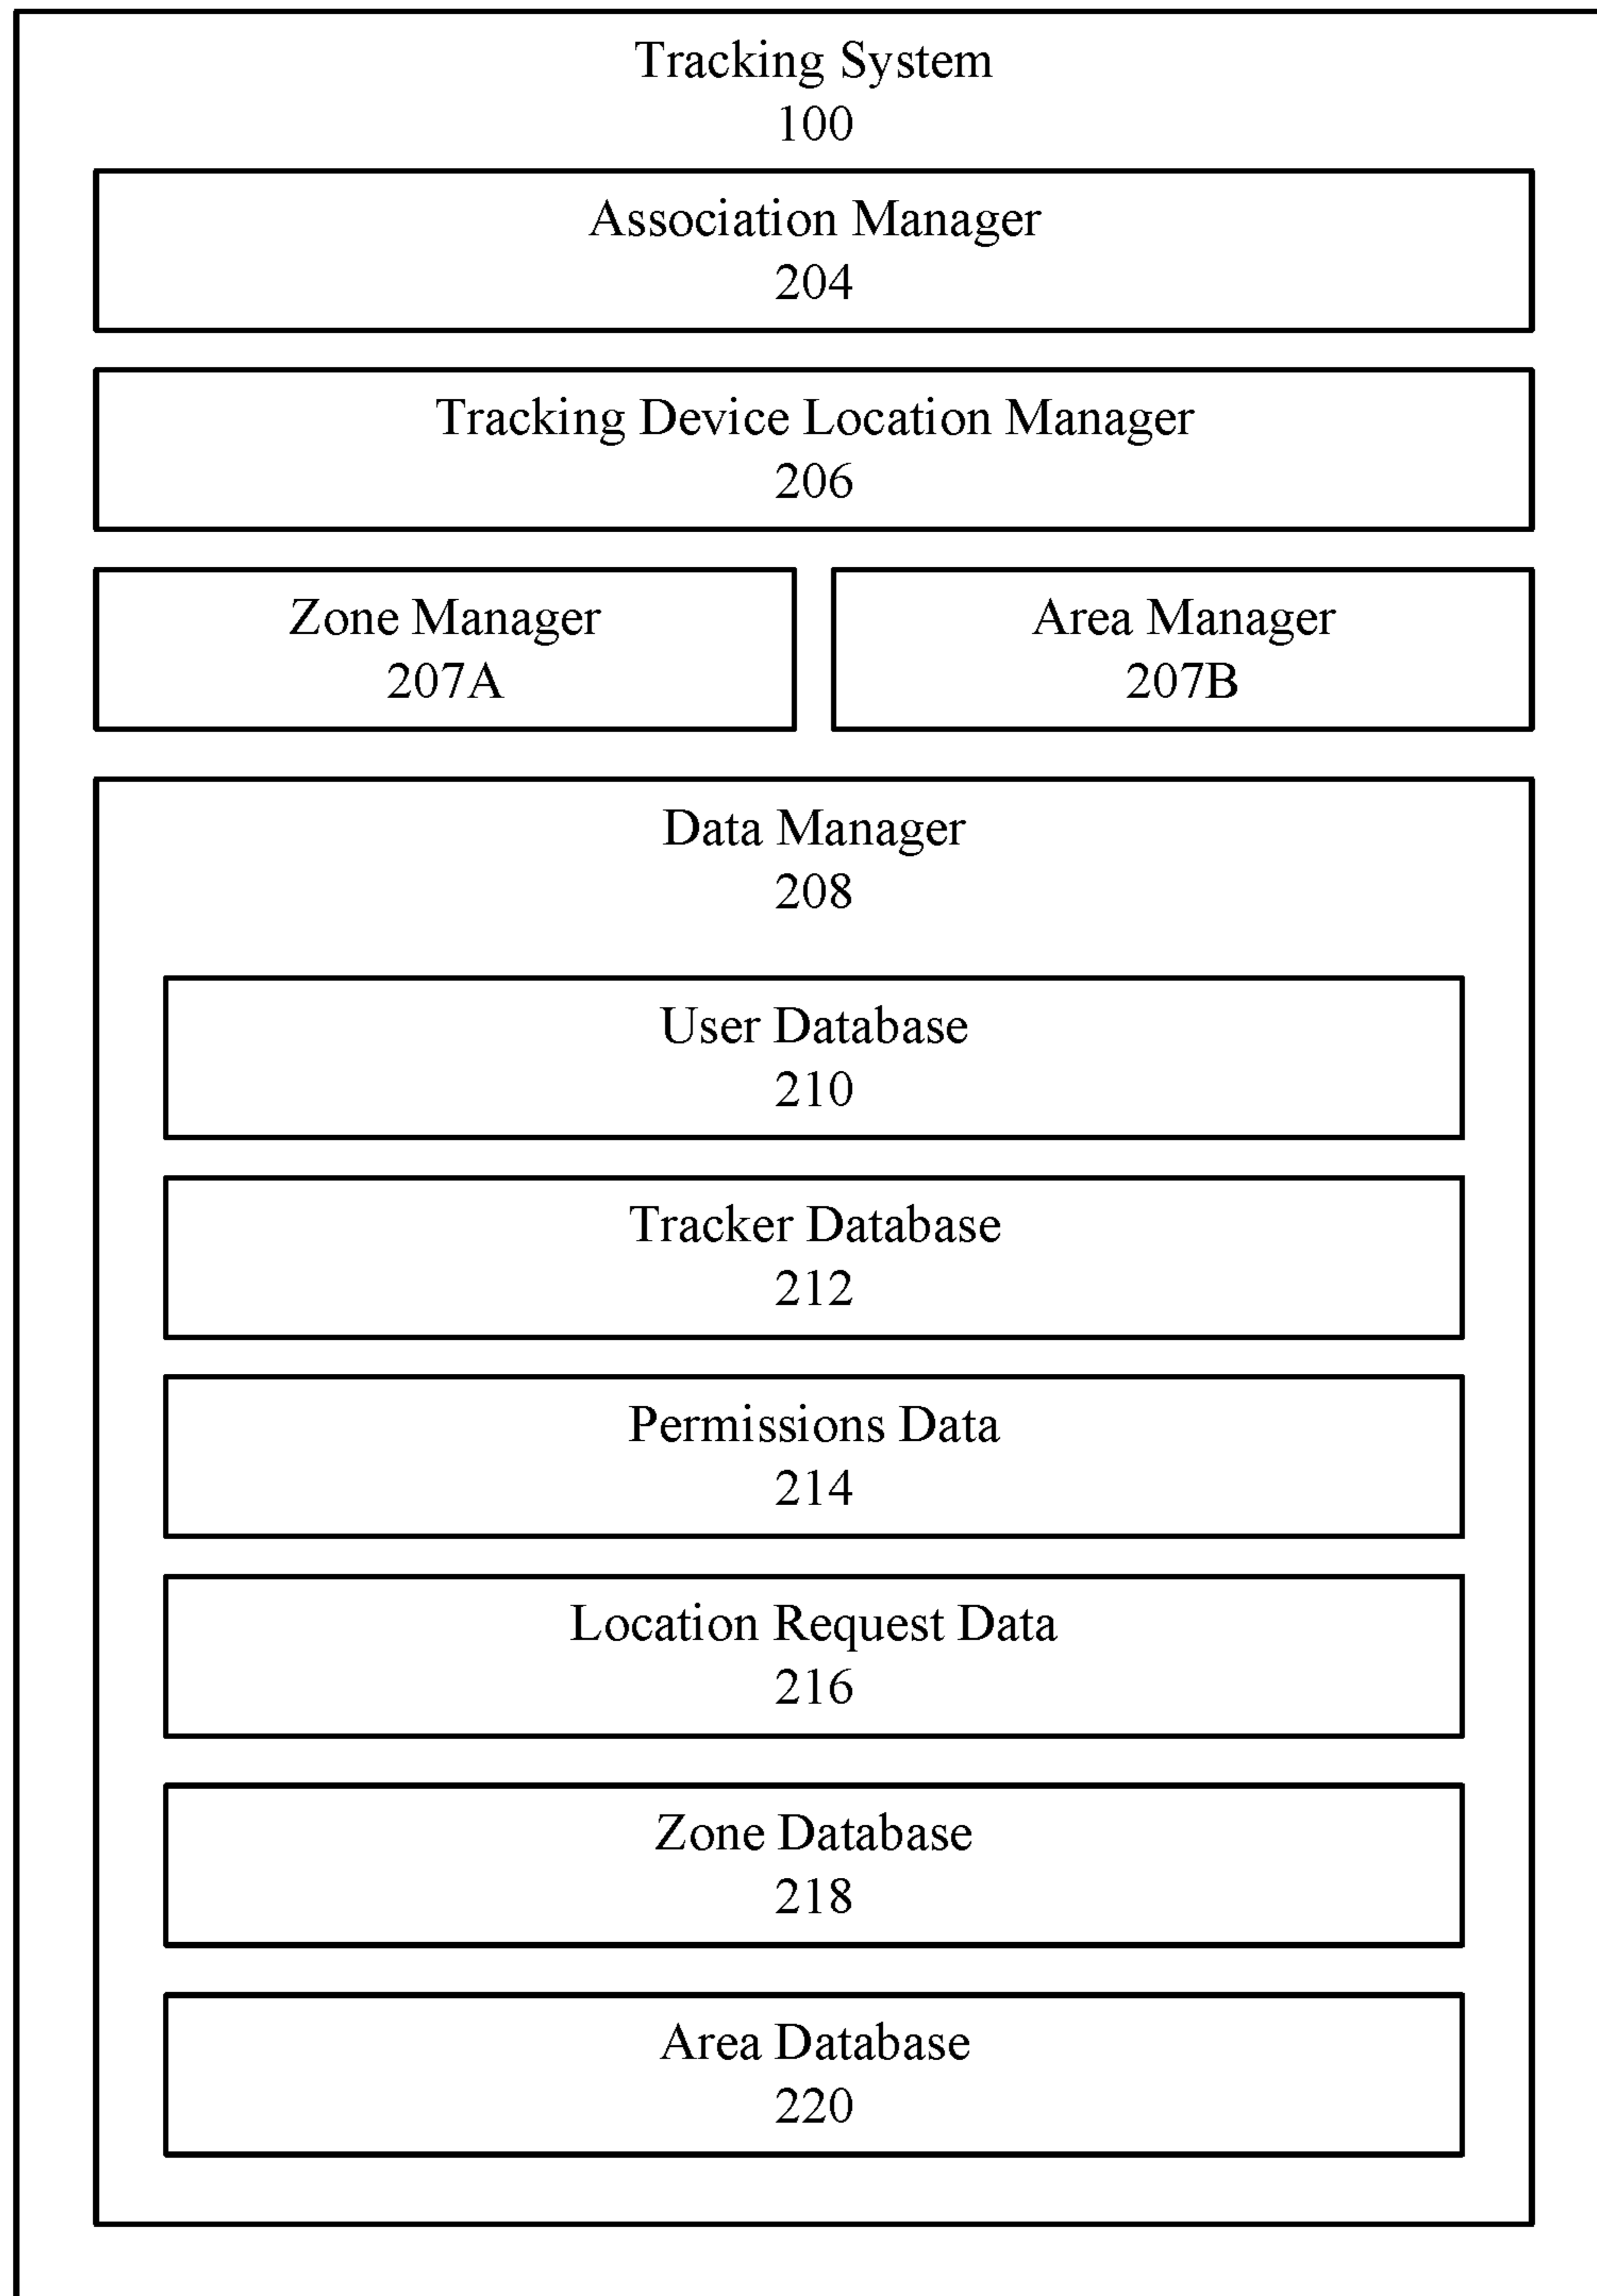 Tracking System
100
Association Manager
204
Tracking Device Location Manager
206
Zone Manager
207A
Area Manager
207B
Data Manager
208
User Database
210
Tracker Database
212
Permissions Data
214
Location Request Data
216
Zone Database
218
Area Database
220